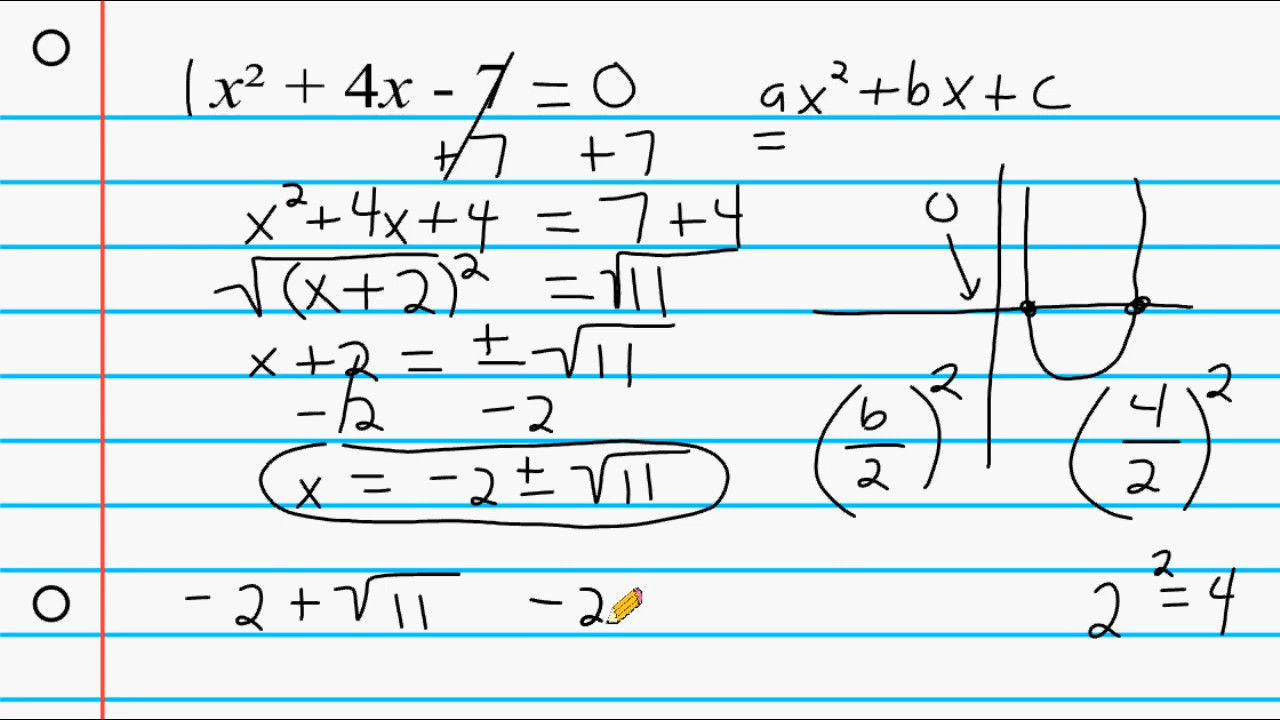 1x² + 4x - 7 = 0
+7 +7
x² + 4x + 4 = 7 + 4
√(x + 2)² = √11
x + 2 = ± √11
-2 -2
x = -2 ± √11
-2 + √11 -2
ax² + bx + c
=
0
(b/2)² (4/2)²
2² = 4